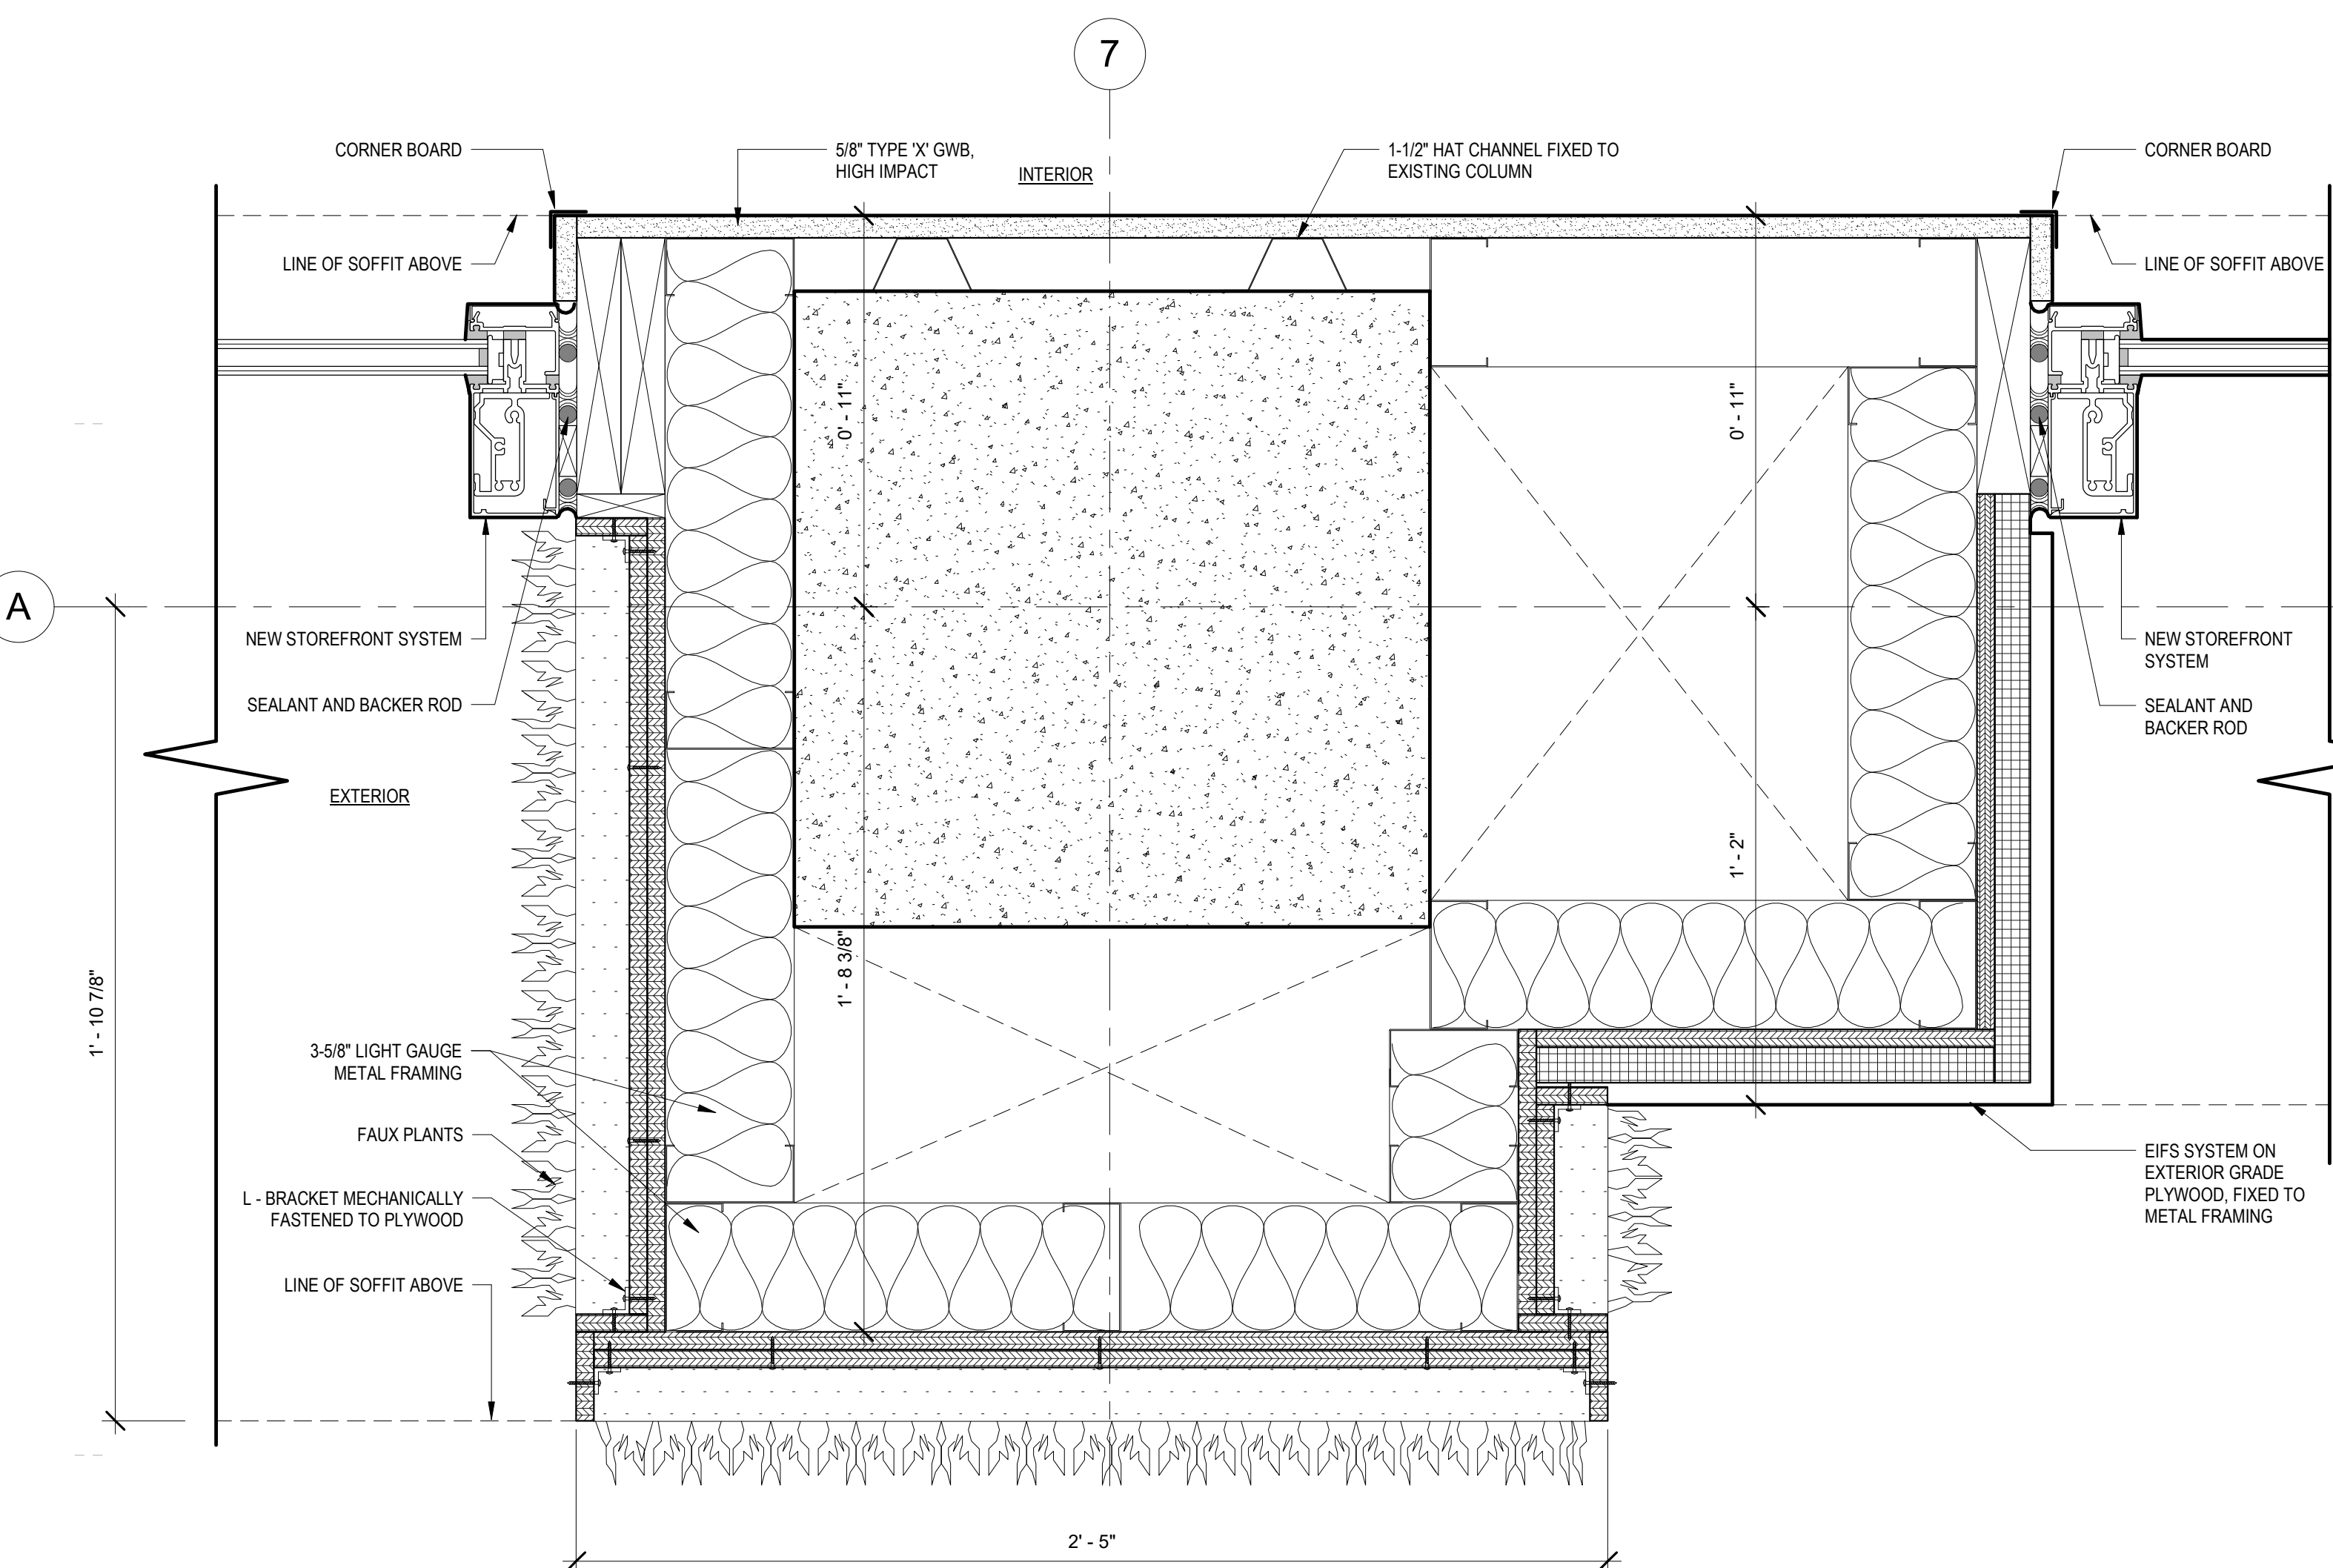 7
CORNER BOARD
5/8" TYPE 'X' GWB,
HIGH IMPACT
INTERIOR
1-1/2" HAT CHANNEL FIXED TO
EXISTING COLUMN
CORNER BOARD
LINE OF SOFFIT ABOVE
LINE OF SOFFIT ABOVE
0' - 11"
0' - 11"
A
NEW STOREFRONT SYSTEM
NEW STOREFRONT
SYSTEM
SEALANT AND BACKER ROD
SEALANT AND
BACKER ROD
EXTERIOR
1' - 2"
1' - 8 3/8"
1' - 10 7/8"
3-5/8" LIGHT GAUGE
METAL FRAMING
FAUX PLANTS
EIFS SYSTEM ON
EXTERIOR GRADE
PLYWOOD, FIXED TO
METAL FRAMING
L - BRACKET MECHANICALLY
FASTENED TO PLYWOOD
LINE OF SOFFIT ABOVE
2' - 5"